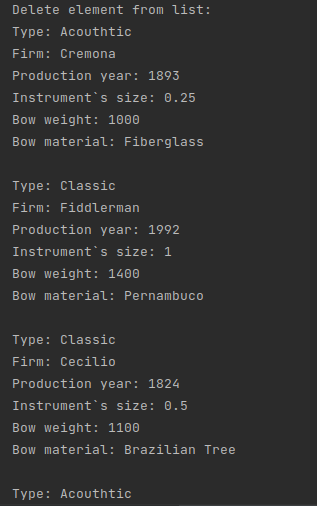 Delete element from list:
Type: Acouthtic
Firm: Cremona
Production year: 1893
Instrument`s size: 0.25
Bow weight: 1000
Bow material: Fiberglass

Type: Classic
Firm: Fiddlerman
Production year: 1992
Instrument`s size: 1
Bow weight: 1400
Bow material: Pernambuco

Type: Classic
Firm: Cecilio
Production year: 1824
Instrument`s size: 0.5
Bow weight: 1100
Bow material: Brazilian Tree

Type: Acouthtic